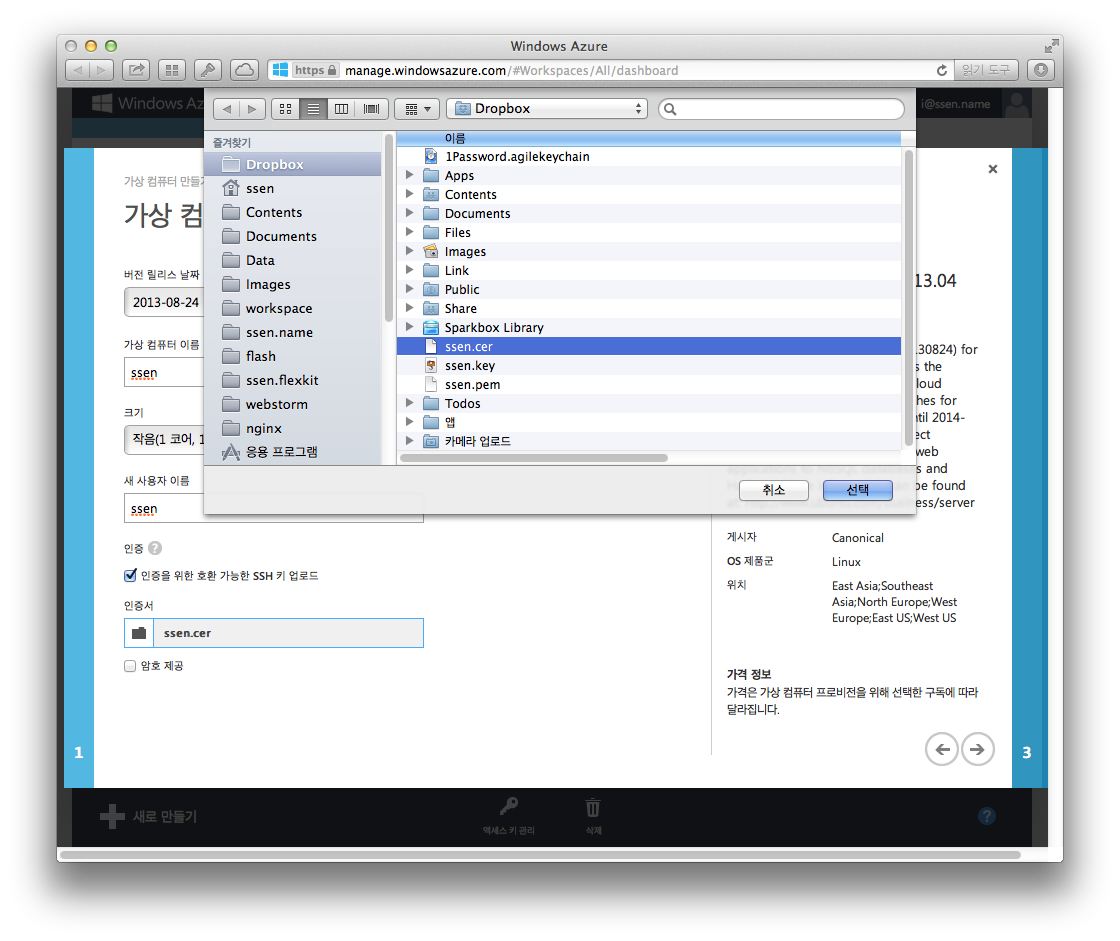 Windows Azure
https manage.windowsazure.com/#Workspaces/All/dashboard 읽기 도구
Windows Az
i@ssen.name
Dropbox
즐겨찾기
Dropbox
ssen
Contents
Documents
Data
Images
workspace
ssen.name
flash
ssen.flexkit
webstorm
nginx
응용 프로그램
이름
1Password.agilekeychain
Apps
Contents
Documents
Files
Images
Link
Public
Share
Sparkbox Library
ssen.cer
ssen.key
ssen.pem
Todos
앱
카메라 업로드
취소 선택
가상 컴퓨터 만들기
가상 컴
버전 릴리스 날짜
2013-08-24
가상 컴퓨터 이름
ssen
크기
작음(1 코어, 1
새 사용자 이름
ssen
인증 ?
인증을 위한 호환 가능한 SSH 키 업로드
인증서
ssen.cer
암호 제공
13.04
30824) for
s the
loud
hes for
ntil 2014-
ect
web
s and
be found
ess/server
게시자 Canonical
OS 제품군 Linux
위치 East Asia;Southeast
Asia;North Europe;West
Europe;East US;West US
가격 정보
가격은 가상 컴퓨터 프로비전을 위해 선택한 구독에 따라
달라집니다.
1
3
새로 만들기
액세스 키 관리
삭제
?